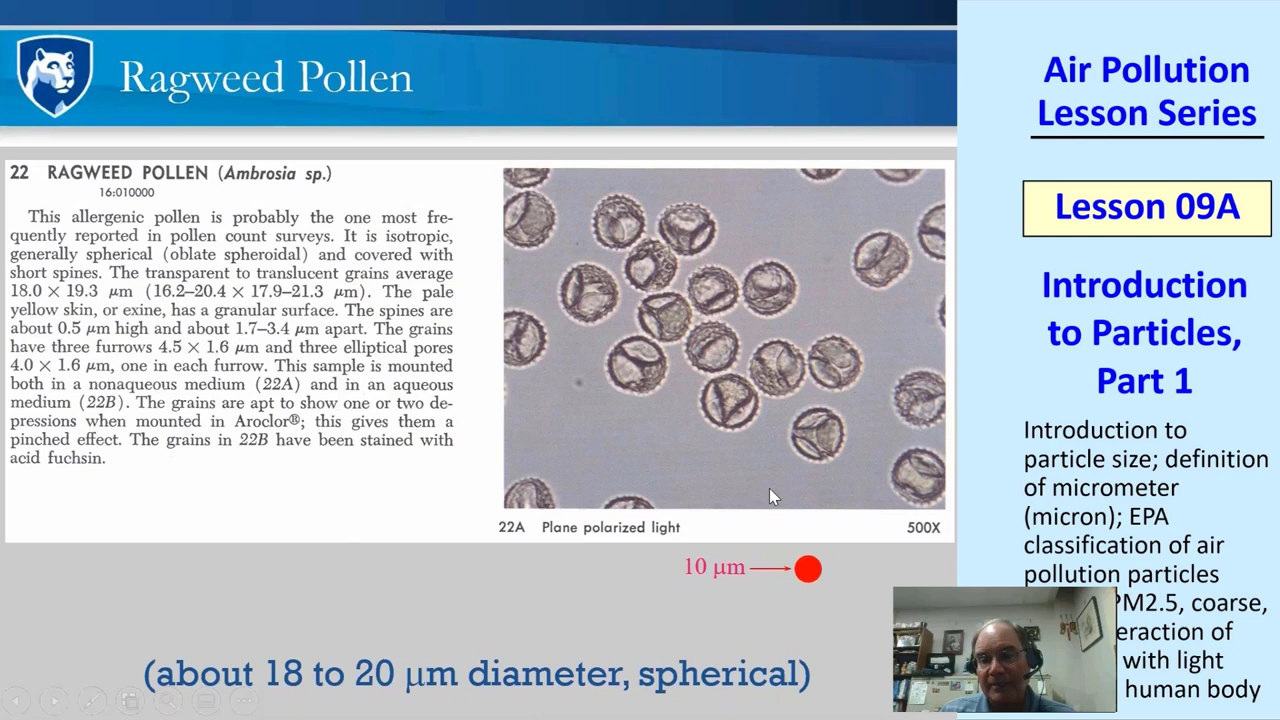 Ragweed Pollen
22 RAGWEED POLLEN (Ambrosia sp.)
16:010000
This allergenic pollen is probably the one most fre-
quently reported in pollen count surveys. It is isotropic,
generally spherical (oblate spheroidal) and covered with
short spines. The transparent to translucent grains average
18.0 × 19.3 μm (16.2–20.4 × 17.9–21.3 μm). The pale
yellow skin, or exine, has a granular surface. The spines are
about 0.5 μm high and about 1.7–3.4 μm apart. The grains
have three furrows 4.5 × 1.6 μm and three elliptical pores
4.0 × 1.6 μm, one in each furrow. This sample is mounted
both in a nonaqueous medium (22A) and in an aqueous
medium (22B). The grains are apt to show one or two de-
pressions when mounted in Aroclor®; this gives them a
pinched effect. The grains in 22B have been stained with
acid fuchsin.
22A Plane polarized light 500X
10 μm
(about 18 to 20 μm diameter, spherical)
Air Pollution
Lesson Series
Lesson 09A
Introduction
to Particles,
Part 1
Introduction to
particle size; definition
of micrometer
(micron); EPA
classification of air
pollution particles
PM2.5, coarse,
eraction of
with light
human body